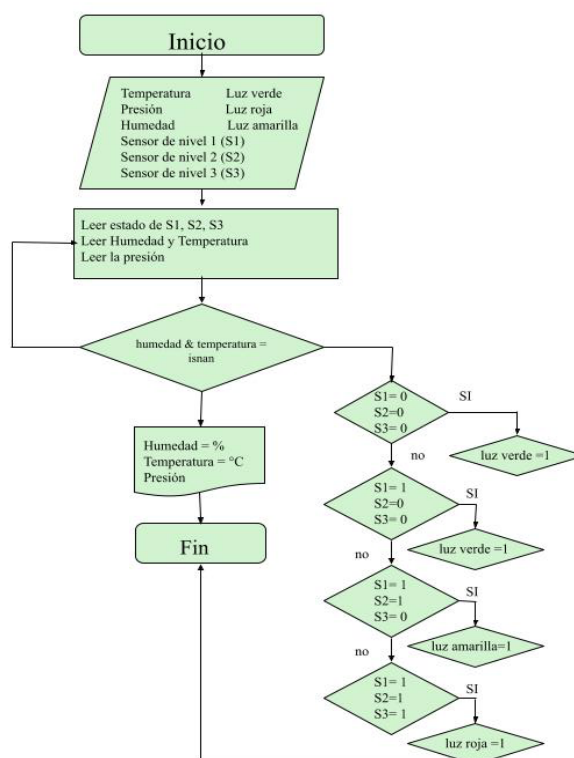 Inicio
Temperatura Luz verde
Presión Luz roja
Humedad Luz amarilla
Sensor de nivel 1 (S1)
Sensor de nivel 2 (S2)
Sensor de nivel 3 (S3)
Leer estado de S1, S2, S3
Leer Humedad y Temperatura
Leer la presión
humedad & temperatura =
isnan
Humedad = %
Temperatura = °C
Presión
Fin
S1= 0
S2=0
S3= 0
SI
luz verde =1
no
S1= 1
S2=0
S3= 0
SI
luz verde =1
no
S1= 1
S2=1
S3= 0
SI
luz amarilla=1
no
S1= 1
S2=1
S3= 1
SI
luz roja =1